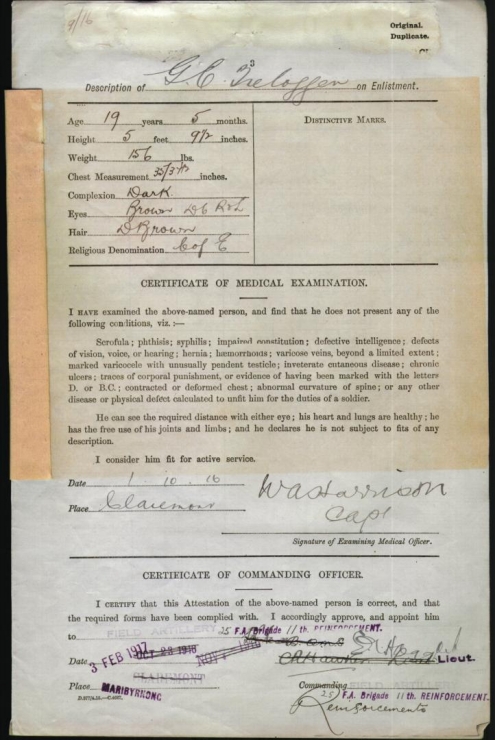 9/16
Original.
Duplicate.
3
Description of G. C. Treloggen on Enlistment.
Age 19 years 5 months.
Height 5 feet 9½ inches.
Weight 156 lbs.
Chest Measurement inches.
Complexion Dark
Eyes Brown
Hair D Brown
Religious Denomination C of E
Distinctive Marks.
CERTIFICATE OF MEDICAL EXAMINATION.
I HAVE examined the above-named person, and find that he does not present any of the
following conditions, viz. :—
Scrofula ; phthisis ; syphilis ; impaired constitution ; defective intelligence ; defects
of vision, voice, or hearing ; hernia ; hæmorrhoids ; varicose veins, beyond a limited extent ;
marked varicocele with unusually pendent testicle ; inveterate cutaneous disease ; chronic
ulcers ; traces of corporal punishment, or evidence of having been marked with the letters
D. or B.C. ; contracted or deformed chest ; abnormal curvature of spine ; or any other
disease or physical defect calculated to unfit him for the duties of a soldier.
He can see the required distance with either eye ; his heart and lungs are healthy ; he
has the free use of his joints and limbs ; and he declares he is not subject to fits of any
description.
I consider him fit for active service.
Date 1 . 10 . 16
Place Claremont
WA Harrison
Capt
Signature of Examining Medical Officer.
CERTIFICATE OF COMMANDING OFFICER.
I CERTIFY that this Attestation of the above-named person is correct, and that
the required forms have been complied with. I accordingly approve, and appoint him
to FIELD ARTILLERY 25 F.A. Brigade 11th. REINFORCEMENT.
Date 3 FEB 1917 OCT 23 1916
Lieut.
Place CLAREMONT
MARIBYRNONG
Commanding FIELD ARTILLERY
25 F.A. Brigade 11th. REINFORCEMENT.
Reinforcements